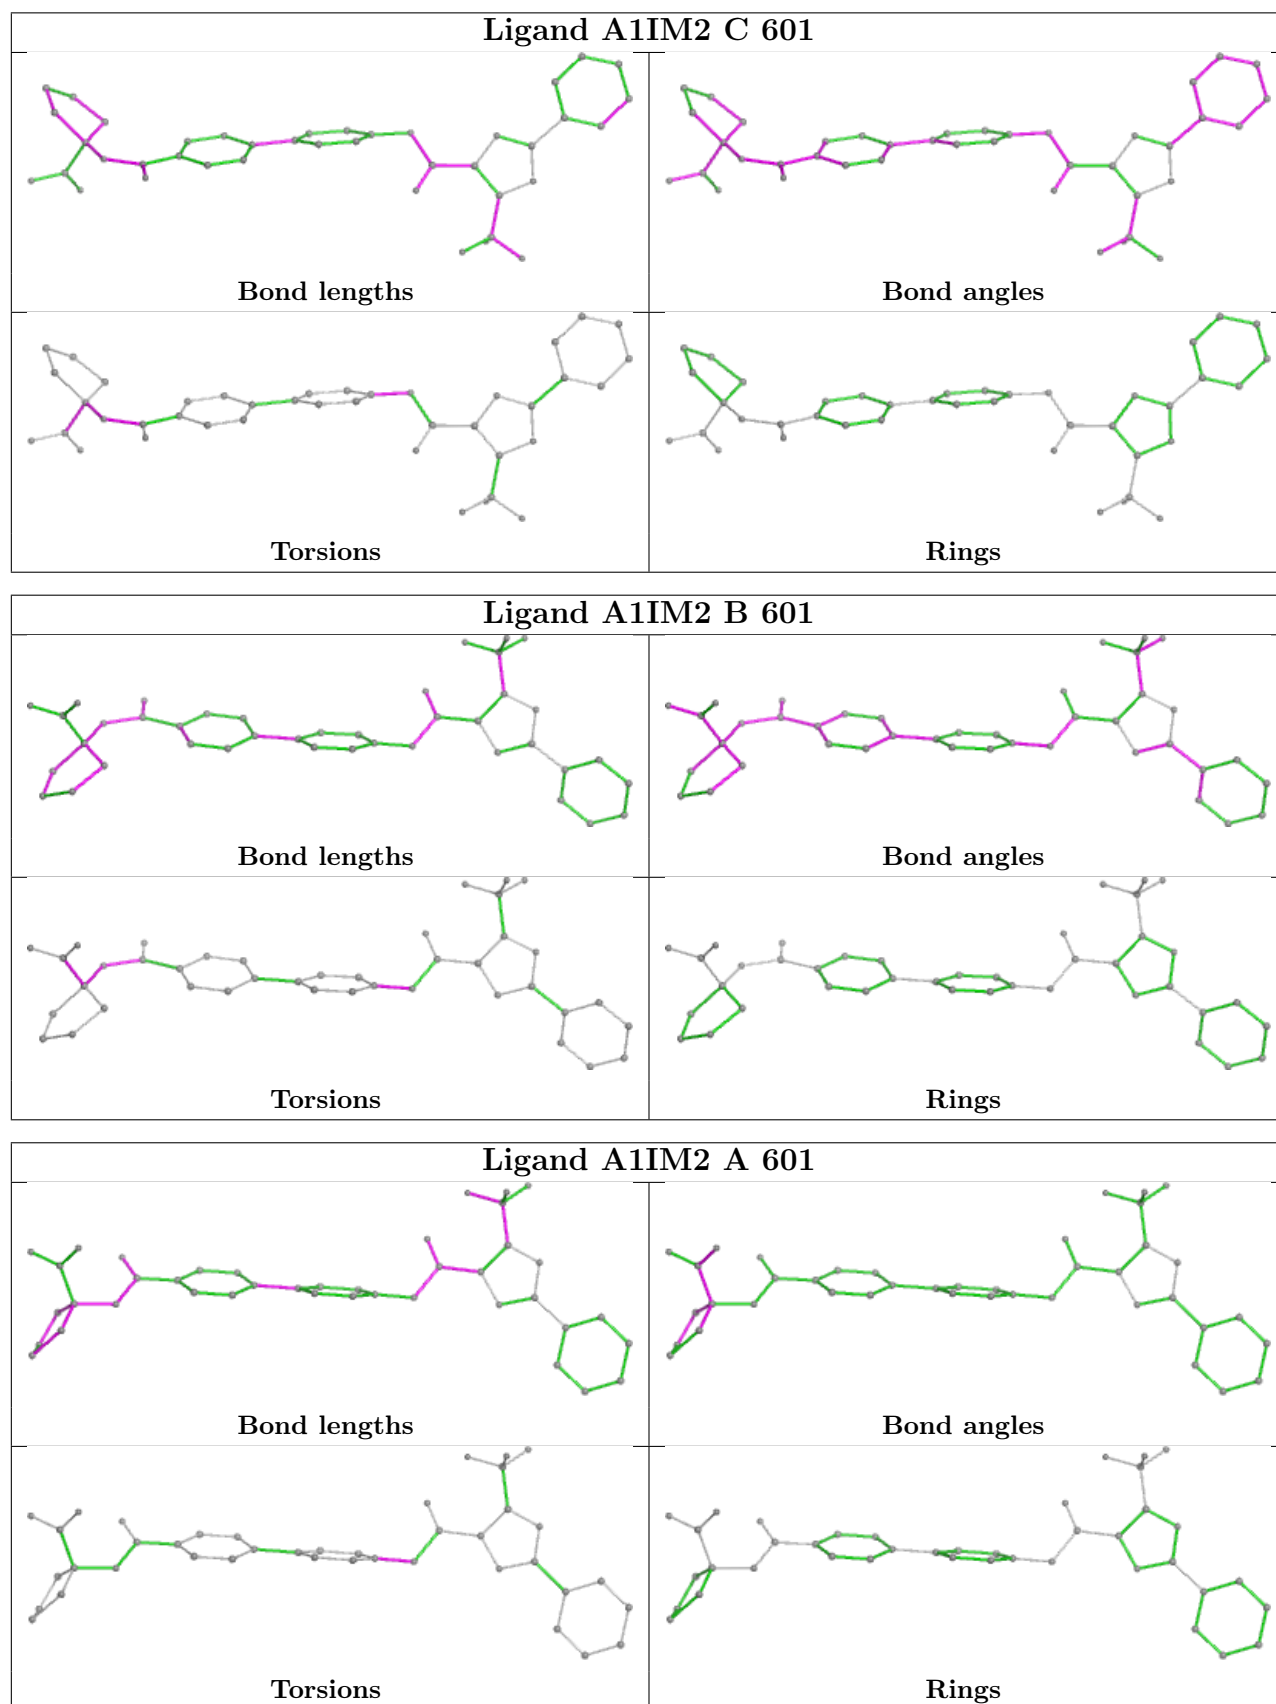 Ligand A1IM2 C 601
Bond lengths
Bond angles
Torsions
Rings
Ligand A1IM2 B 601
Bond lengths
Bond angles
Torsions
Rings
Ligand A1IM2 A 601
Bond lengths
Bond angles
Torsions
Rings